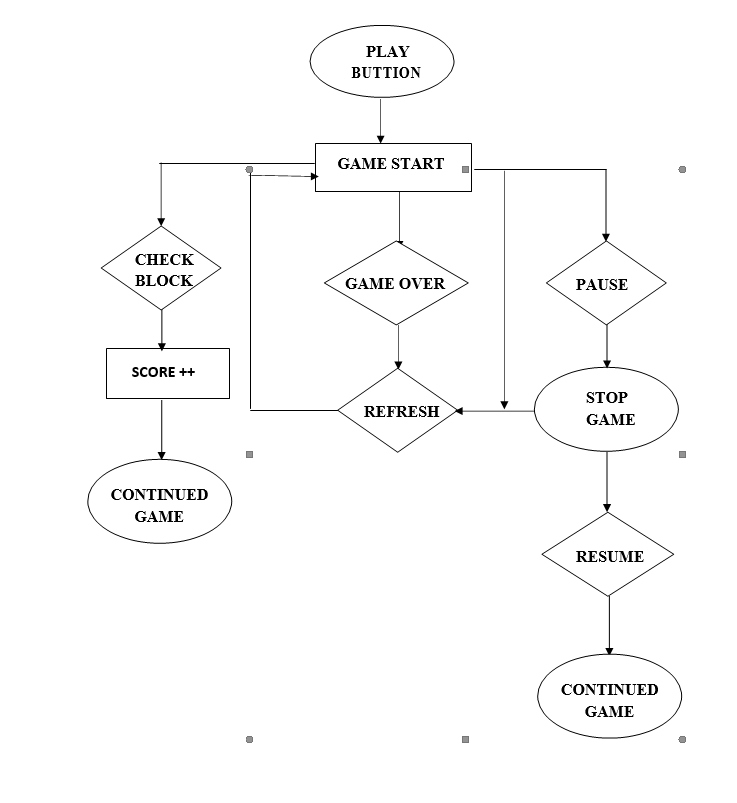 PLAY
BUTTION
GAME START
CHECK
BLOCK
GAME OVER
PAUSE
SCORE ++
REFRESH
STOP
GAME
CONTINUED
GAME
RESUME
CONTINUED
GAME